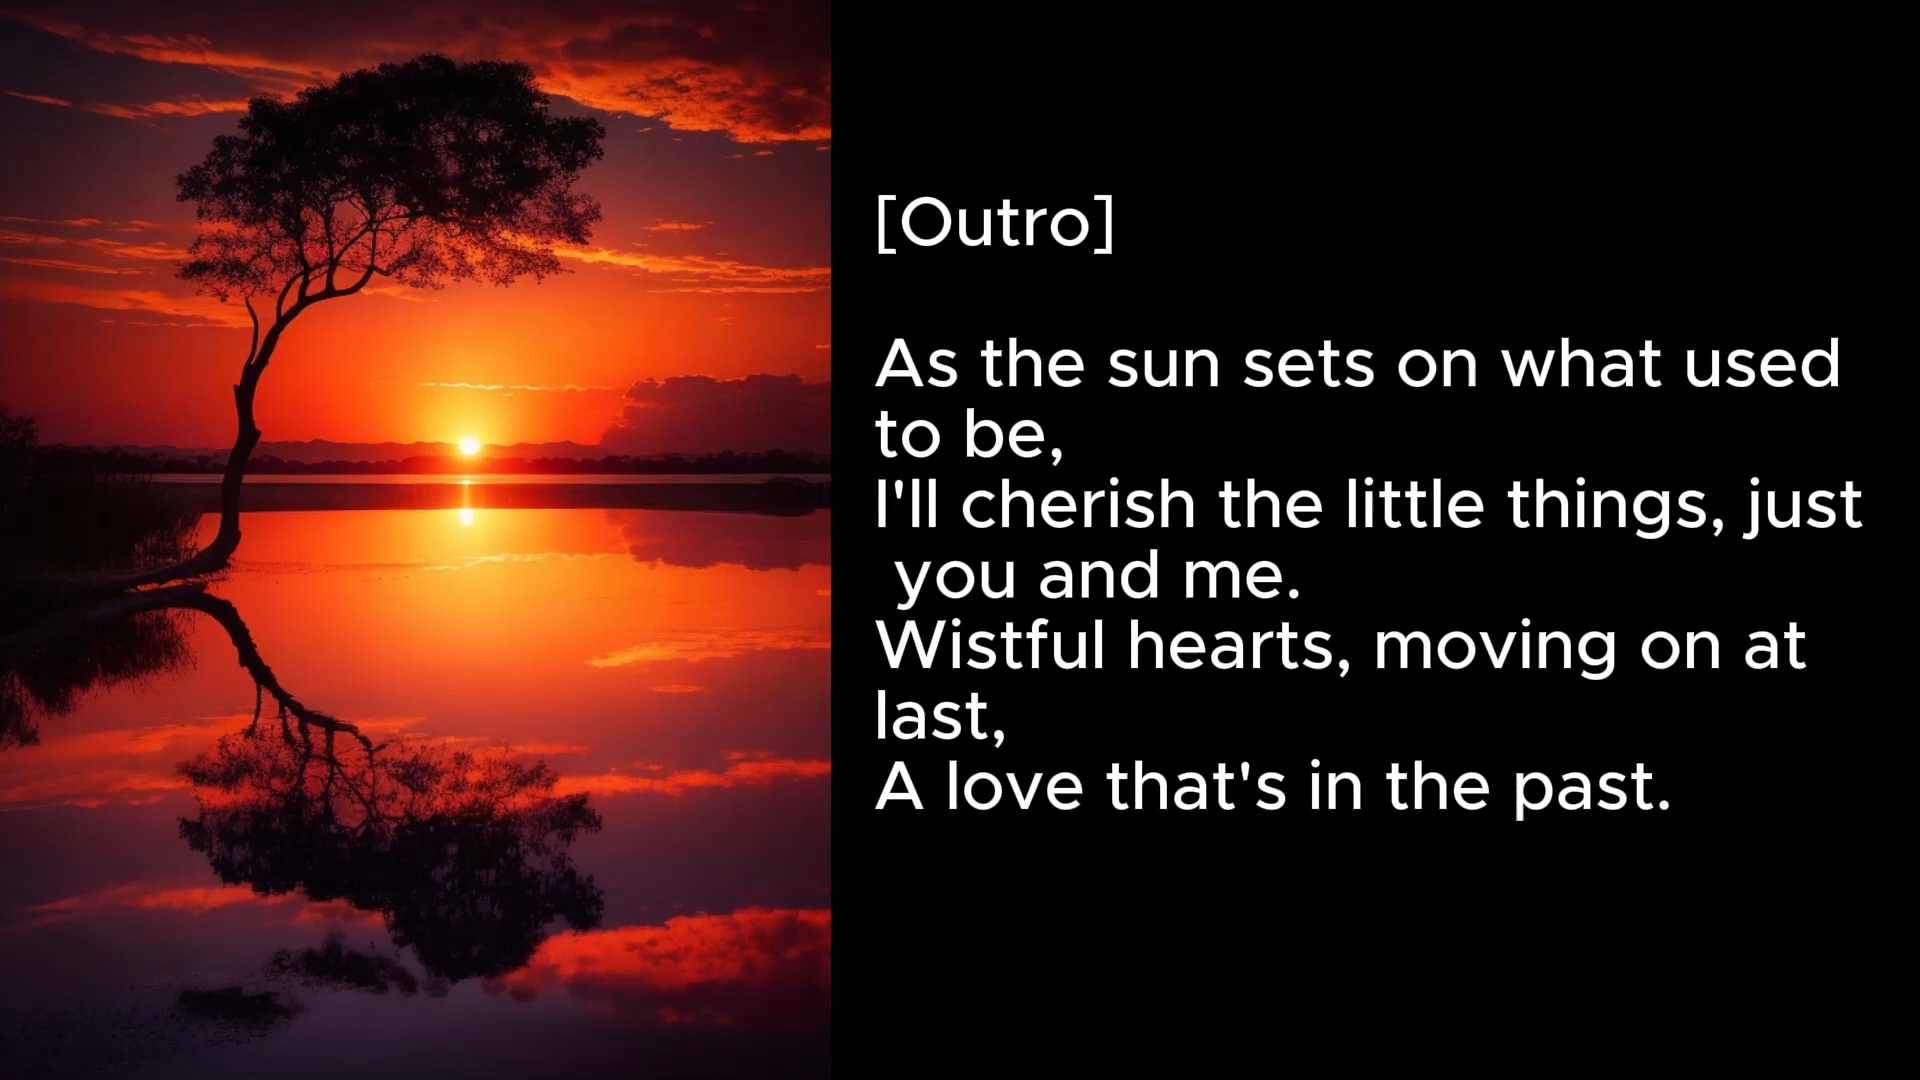 [Outro]
As the sun sets on what used
to be,
I'll cherish the little things, just
you and me.
Wistful hearts, moving on at
last,
A love that's in the past.